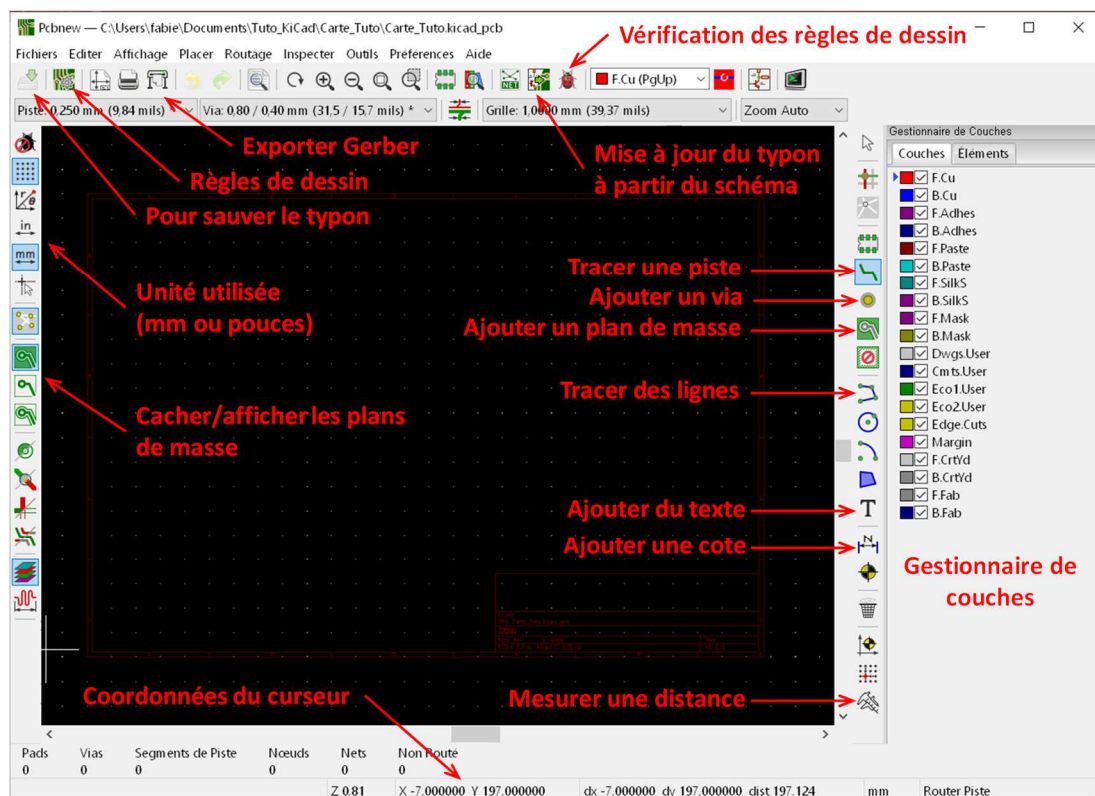 Pcbnew — C:\Users\fabie\Documents\Tuto_KiCad\Carte_Tuto\Carte_Tuto.kicad_pcb
Vérification des règles de dessin
Fichiers Editer Affichage Placer Routage Inspecter Outils Préférences Aide
NET
F.Cu (PgUp)
Piste: 0,250 mm (9,84 mils) *
Via: 0,80 / 0,40 mm (31,5 / 15,7 mils) *
Grille: 1,0000 mm (39,37 mils)
Zoom Auto
Exporter Gerber
Règles de dessin
Pour sauver le typon
Mise à jour du typon
à partir du schéma
Gestionnaire de Couches
Couches Éléments
F.Cu
B.Cu
F.Adhes
B.Adhes
F.Paste
B.Paste
F.SilkS
B.SilkS
F.Mask
B.Mask
Dwgs.User
Cmts.User
Eco1.User
Eco2.User
Edge.Cuts
Margin
F.CrtYd
B.CrtYd
F.Fab
B.Fab
in
mm
Unité utilisée
(mm ou pouces)
Tracer une piste
Ajouter un via
Ajouter un plan de masse
Tracer des lignes
Cacher/afficher les plans
de masse
Ajouter du texte
T
Ajouter une cote
N
Gestionnaire de
couches
Coordonnées du curseur
Mesurer une distance
Pads Vias Segments de Piste Nœuds Nets Non Routé
0 0 0 0 0 0
Z 0.81 X -7.000000 Y 197.000000 dx -7.000000 dy 197.000000 dist 197.124 mm Router Piste